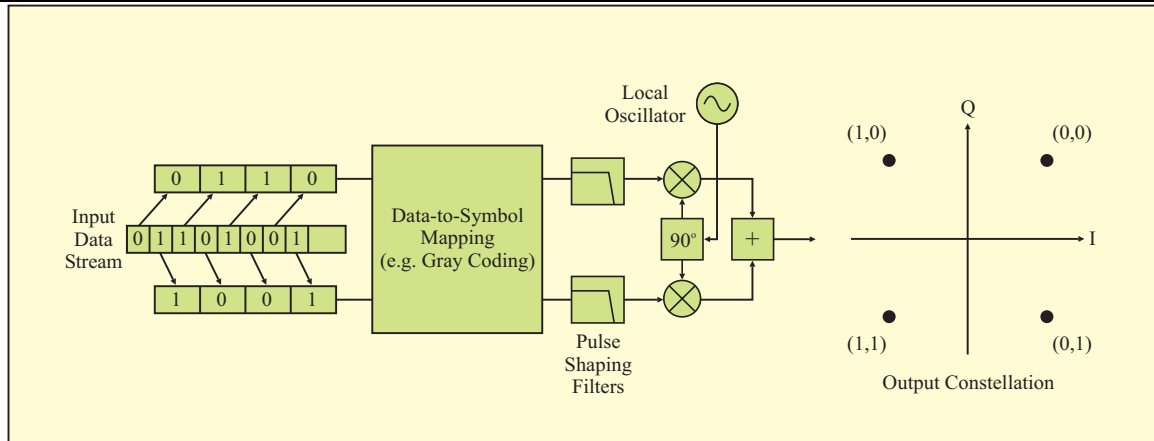 Local
Oscillator
Q
(1,0)
(0,0)
0 1 1 0
Input
Data
Stream
0 1 1 0 1 0 0 1
Data-to-Symbol
Mapping
(e.g. Gray Coding)
90°
+
I
1 0 0 1
Pulse
Shaping
Filters
(1,1)
(0,1)
Output Constellation